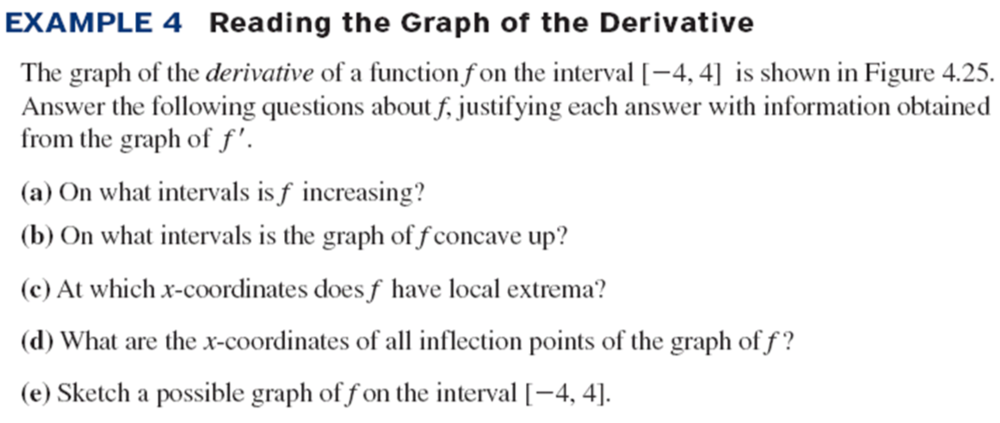 EXAMPLE 4 Reading the Graph of the Derivative
The graph of the derivative of a function f on the interval [−4, 4] is shown in Figure 4.25.
Answer the following questions about f, justifying each answer with information obtained
from the graph of f′.
(a) On what intervals is f increasing?
(b) On what intervals is the graph of f concave up?
(c) At which x-coordinates does f have local extrema?
(d) What are the x-coordinates of all inflection points of the graph of f?
(e) Sketch a possible graph of f on the interval [−4, 4].